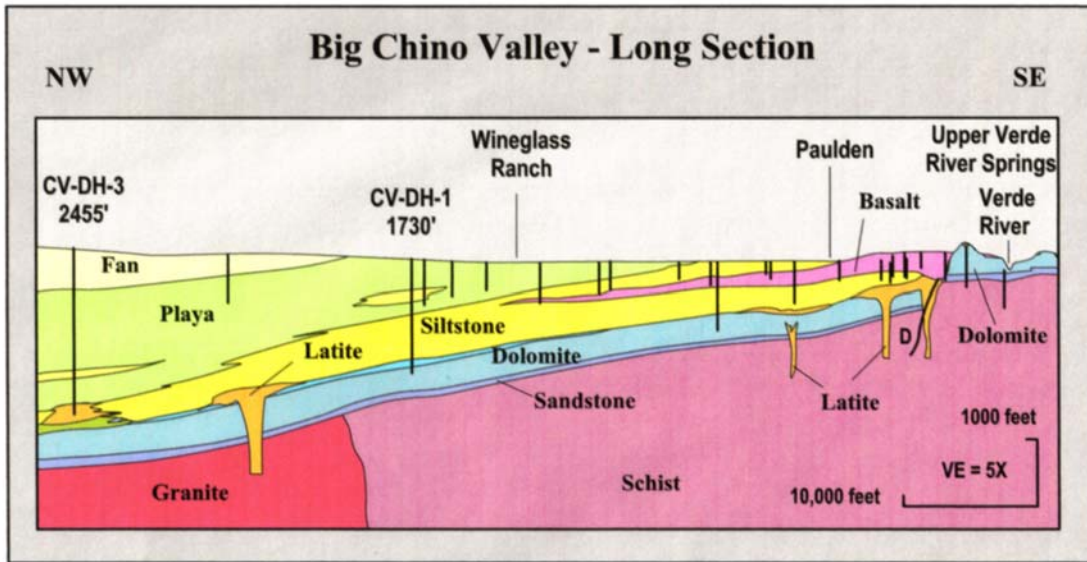 Big Chino Valley - Long Section
NW
SE
Wineglass
Ranch
Paulden
Upper Verde
River Springs
Verde
River
CV-DH-3
2455'
CV-DH-1
1730'
Basalt
Fan
Playa
Siltstone
Latite
Dolomite
D
Dolomite
Sandstone
Latite
1000 feet
VE = 5X
10,000 feet
Granite
Schist